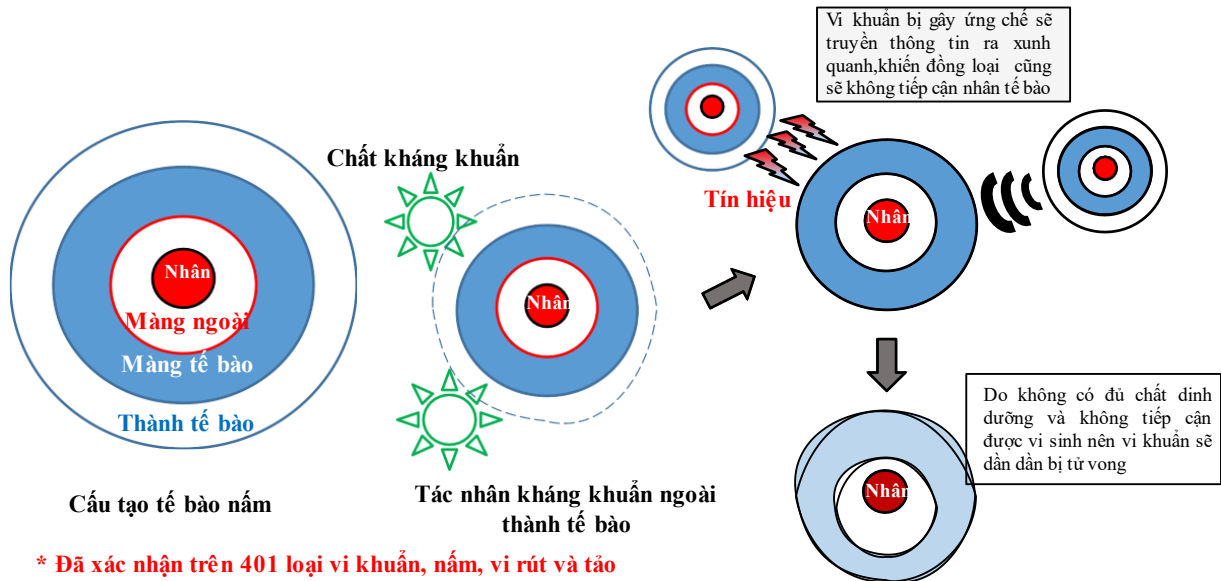 Vi khuẩn bị gây ứng chế sẽ
truyền thông tin ra xunh
quanh,khiến đồng loại cũng
sẽ không tiếp cận nhân tế bào
Chất kháng khuẩn
Tín hiệu
Nhân
Nhân
Nhân
Màng ngoài
Màng tế bào
Thành tế bào
Do không có đủ chất dinh
dưỡng và không tiếp cận
được vi sinh nên vi khuẩn sẽ
dần dần bị tử vong
Nhân
Cấu tạo tế bào nấm
Tác nhân kháng khuẩn ngoài
thành tế bào
* Đã xác nhận trên 401 loại vi khuẩn, nấm, vi rút và tảo